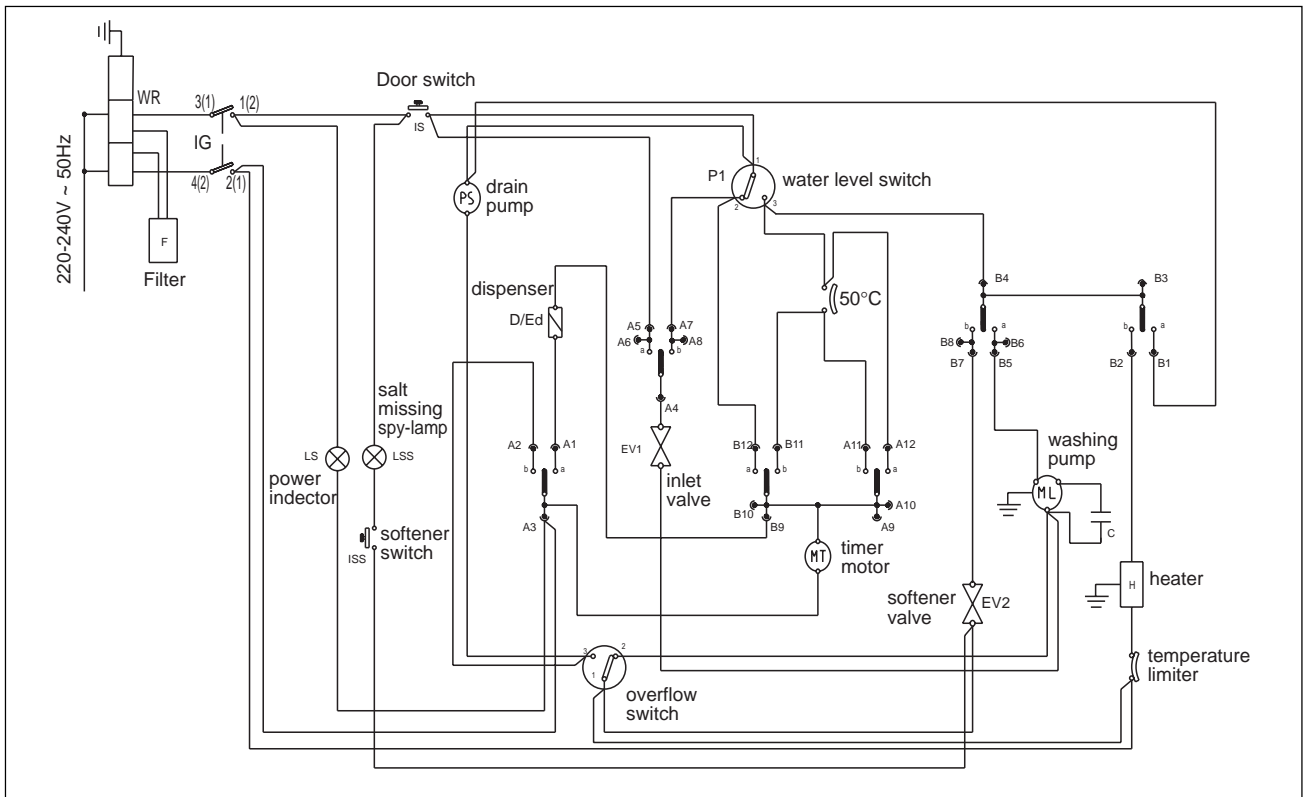 WR
3(1)
1(2)
IG
4(2)
2(1)
220-240V ~ 50Hz
F
Filter
Door switch
IS
PS
drain
pump
P1
1
2
3
water level switch
50°C
dispenser
D/Ed
A5
A7
A6
A8
a
b
A4
EV1
inlet
valve
B4
B3
b
a
B8
B6
B7
B5
b
a
B2
B1
salt
missing
spy-lamp
LS
LSS
power
indector
softener
switch
ISS
A2
A1
b
a
A3
B12
B11
a
b
B10
B9
A11
A12
b
a
A10
A9
MT
timer
motor
washing
pump
ML
C
H
heater
softener
valve
EV2
temperature
limiter
3
2
1
overflow
switch